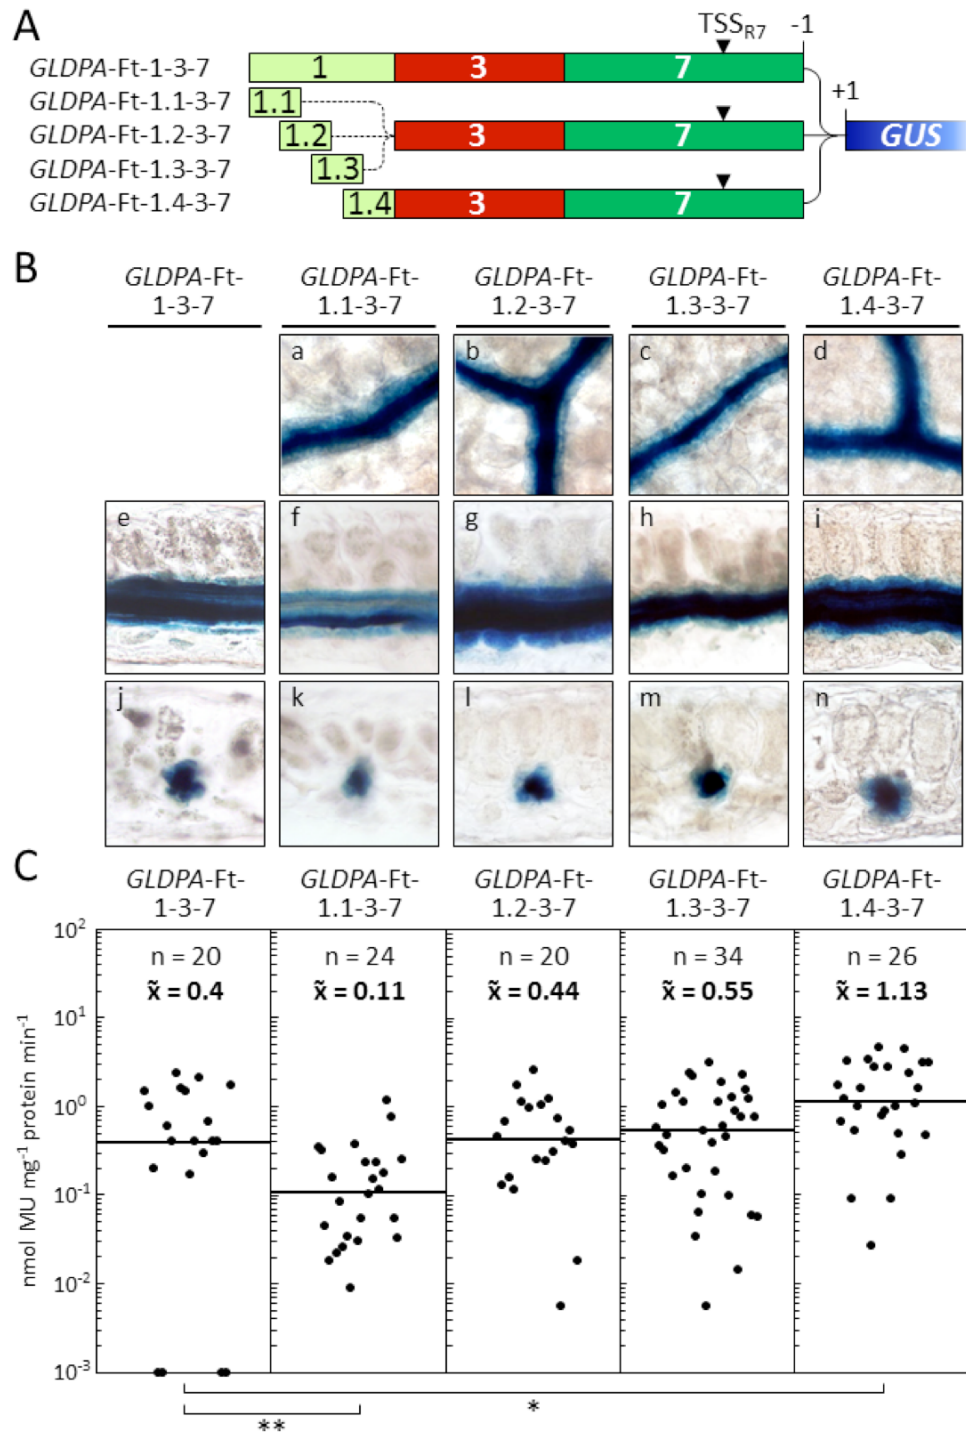 A
TSSR7 -1
GLDPA-Ft-1-3-7 1 3 7
+1
GLDPA-Ft-1.1-3-7 1.1
GLDPA-Ft-1.2-3-7 1.2 3 7 GUS
GLDPA-Ft-1.3-3-7 1.3
GLDPA-Ft-1.4-3-7 1.4 3 7
B
GLDPA-Ft- GLDPA-Ft- GLDPA-Ft- GLDPA-Ft- GLDPA-Ft-
1-3-7 1.1-3-7 1.2-3-7 1.3-3-7 1.4-3-7
a b c d
e f g h i
j k l m n
C
GLDPA-Ft- GLDPA-Ft- GLDPA-Ft- GLDPA-Ft- GLDPA-Ft-
1-3-7 1.1-3-7 1.2-3-7 1.3-3-7 1.4-3-7
nmol MU mg⁻¹ protein min⁻¹
10²
n = 20 n = 24 n = 20 n = 34 n = 26
x̃ = 0.4 x̃ = 0.11 x̃ = 0.44 x̃ = 0.55 x̃ = 1.13
10¹
10⁰
10⁻¹
10⁻²
10⁻³
*
**